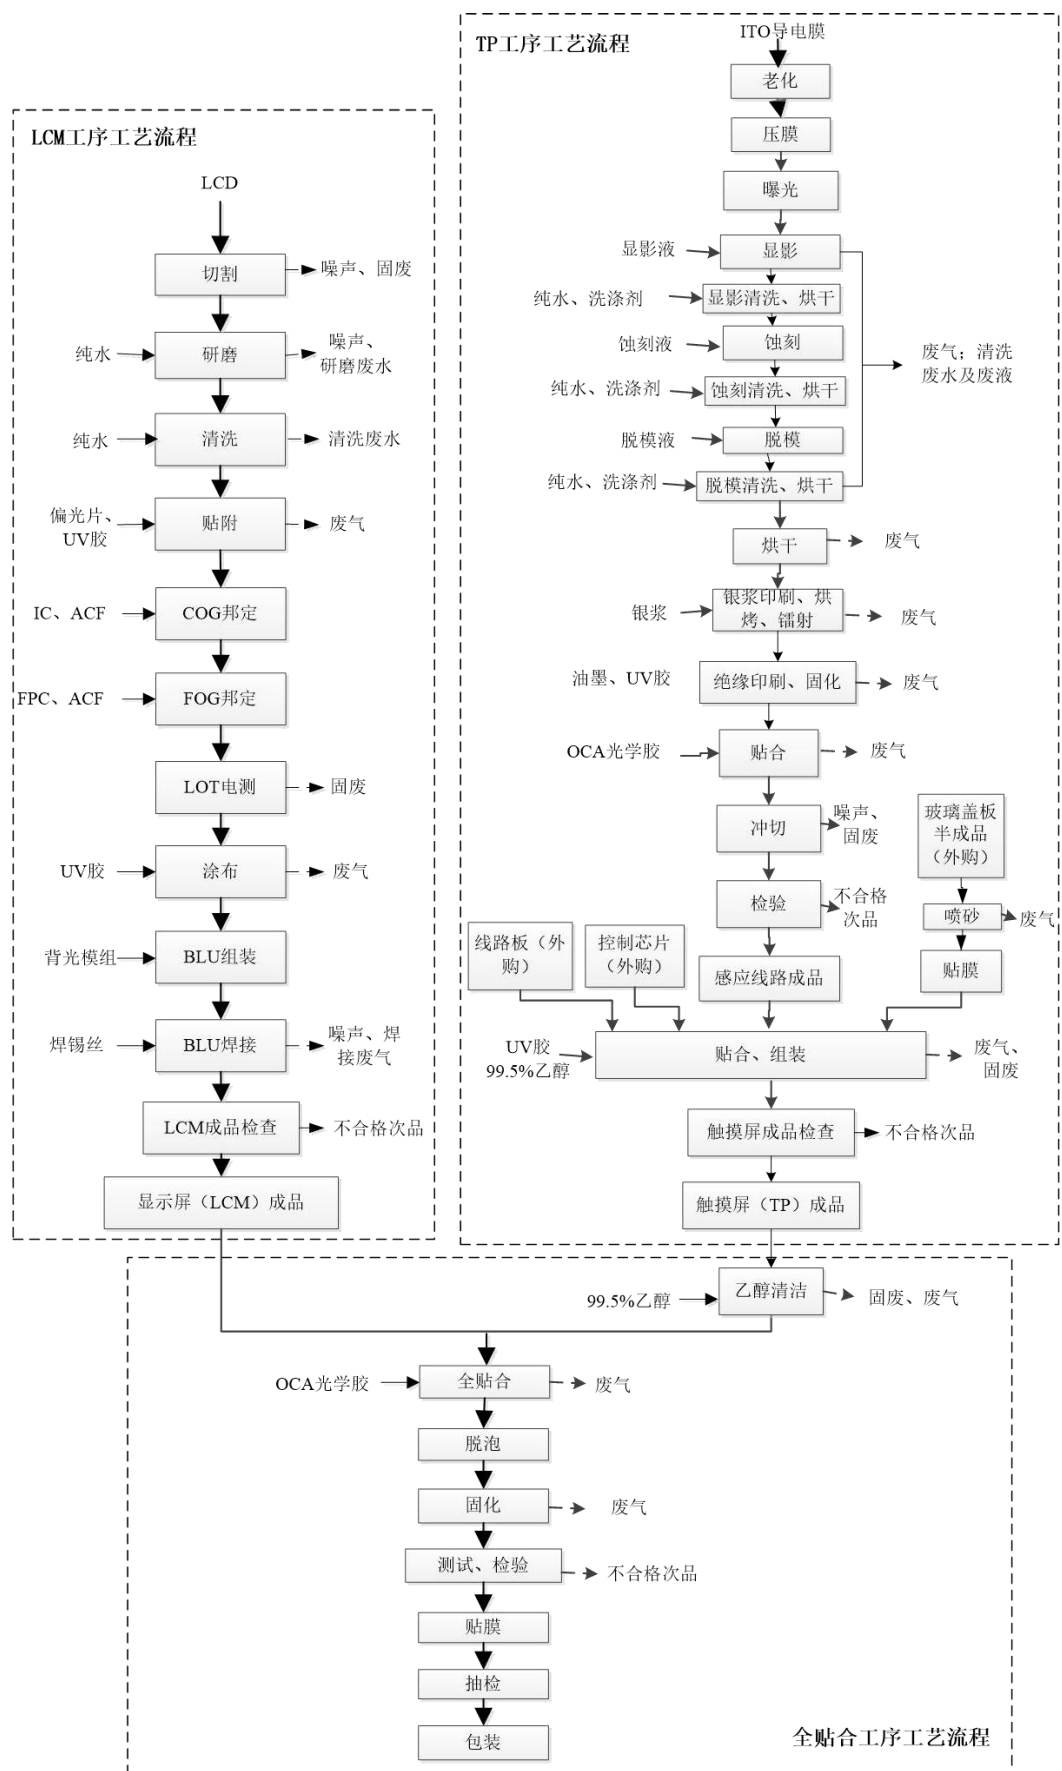 LCM工序工艺流程
LCD
切割
噪声、固废
纯水
研磨
噪声、
研磨废水
纯水
清洗
清洗废水
偏光片、
UV胶
贴附
废气
IC、ACF
COG邦定
FPC、ACF
FOG邦定
LOT电测
固废
UV胶
涂布
废气
背光模组
BLU组装
焊锡丝
BLU焊接
噪声、焊
接废气
LCM成品检查
不合格次品
显示屏（LCM）成品
TP工序工艺流程
ITO导电膜
老化
压膜
曝光
显影液
显影
纯水、洗涤剂
显影清洗、烘干
蚀刻液
蚀刻
纯水、洗涤剂
蚀刻清洗、烘干
脱模液
脱模
纯水、洗涤剂
脱模清洗、烘干
废气；清洗
废水及废液
烘干
废气
银浆
银浆印刷、烘
烤、镭射
废气
油墨、UV胶
绝缘印刷、固化
废气
OCA光学胶
贴合
废气
冲切
噪声、
固废
检验
不合格
次品
感应线路成品
玻璃盖板
半成品
（外购）
喷砂
废气
贴膜
线路板（外
购）
控制芯片
（外购）
UV胶
99.5%乙醇
贴合、组装
废气、
固废
触摸屏成品检查
不合格次品
触摸屏（TP）成品
99.5%乙醇
乙醇清洁
固废、废气
OCA光学胶
全贴合
废气
脱泡
固化
废气
测试、检验
不合格次品
贴膜
抽检
包装
全贴合工序工艺流程